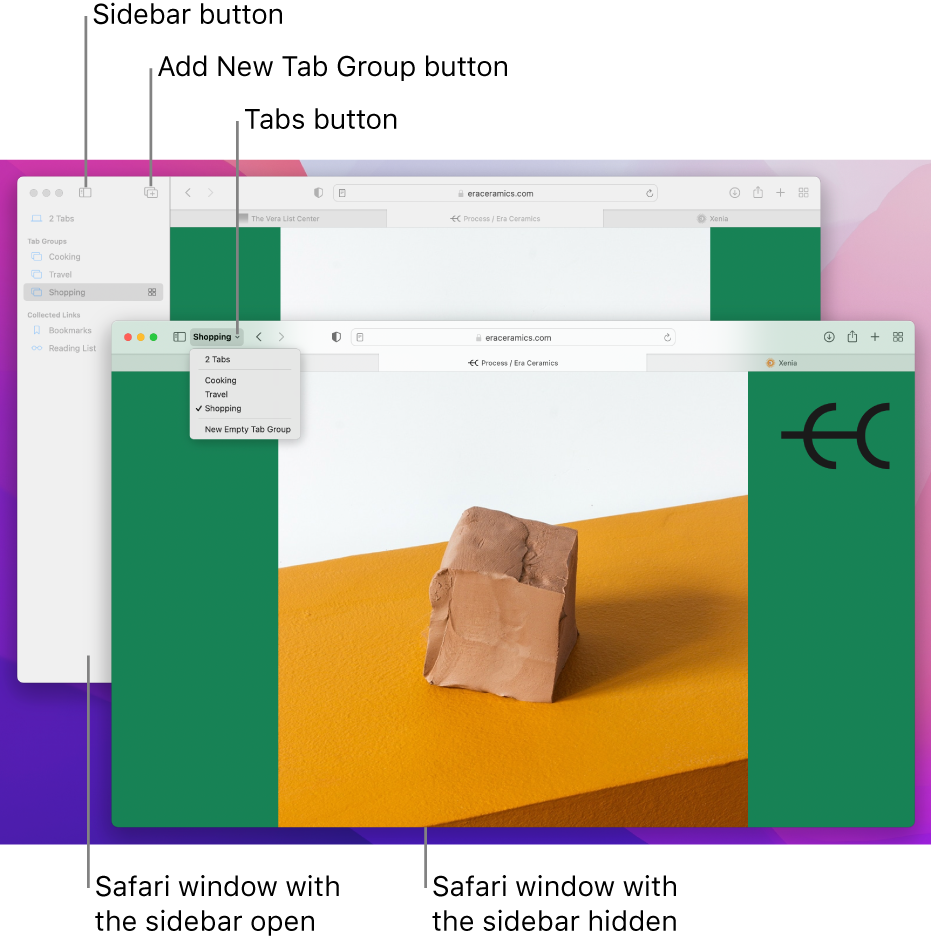 Sidebar button
Add New Tab Group button
Tabs button
eraceramics.com
2 Tabs
The Vera List Center
Process / Era Ceramics
Xenia
Tab Groups
Cooking
Travel
Shopping
Collected Links
Bookmarks
Reading List
Shopping
eraceramics.com
Process / Era Ceramics
Xenia
2 Tabs
Cooking
Travel
Shopping
New Empty Tab Group
Safari window with
the sidebar open
Safari window with
the sidebar hidden